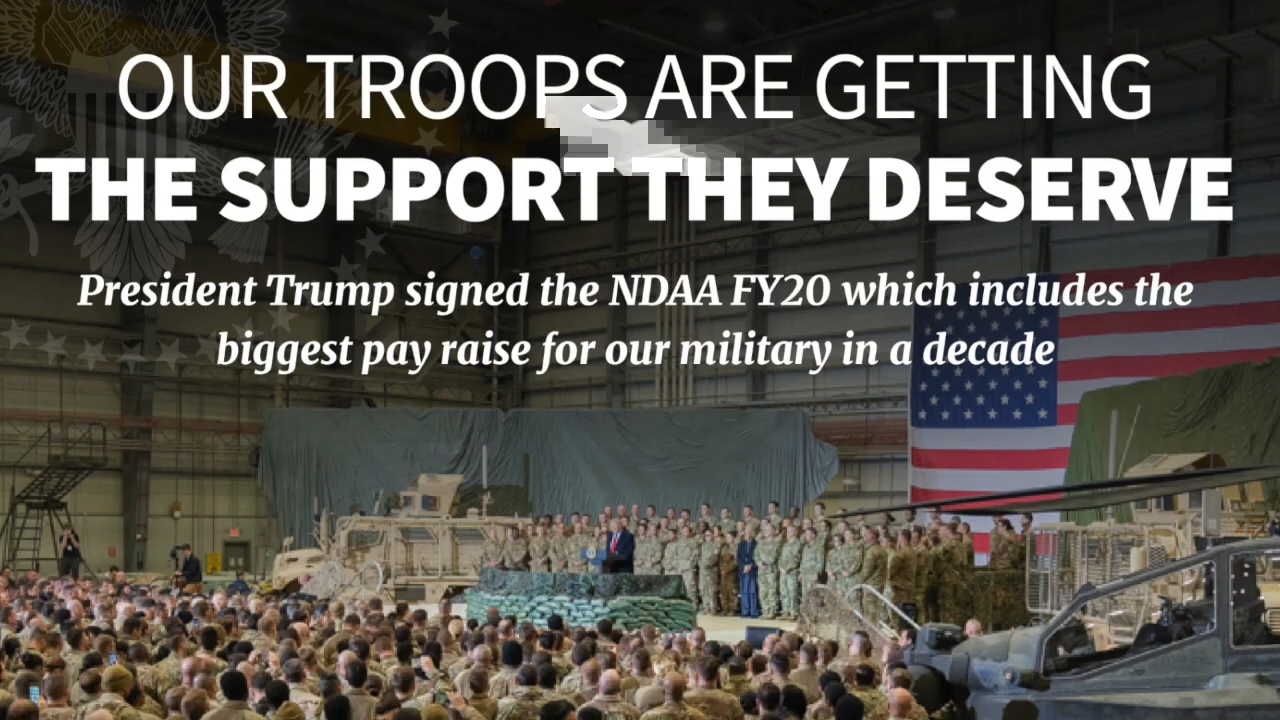 OUR TROOPS ARE GETTING
THE SUPPORT THEY DESERVE
President Trump signed the NDAA FY20 which includes the
biggest pay raise for our military in a decade